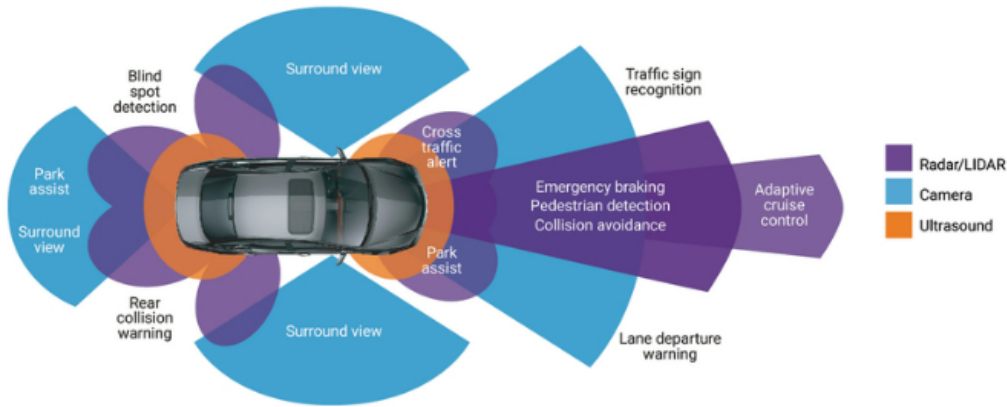 Surround view
Blind
spot
detection
Traffic sign
recognition
Cross
traffic
alert
Radar/LIDAR
Camera
Ultrasound
Park
assist
Surround
view
Emergency braking
Pedestrian detection
Collision avoidance
Adaptive
cruise
control
Park
assist
Rear
collision
warning
Surround view
Lane departure
warning